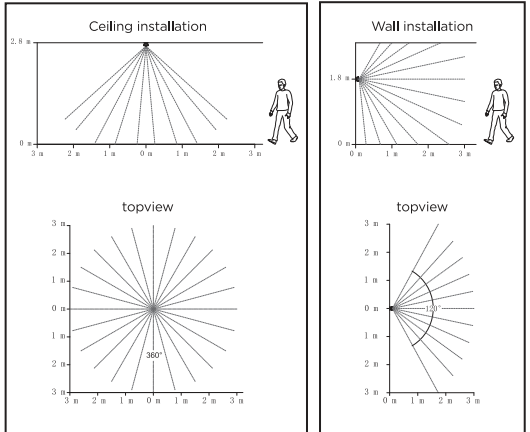 Ceiling installation
2.8 m
0 m
3 m 2 m 1 m 0 m 1 m 2 m 3 m
topview
3 m
2 m
1 m
0 m
1 m
2 m
3 m
360°
3 m 2 m 1 m 0 m 1 m 2 m 3 m
Wall installation
1.8 m
0 m
0 m 1 m 2 m 3 m
topview
3 m
2 m
1 m
0 m
1 m
2 m
3 m
120°
0 m 1 m 2 m 3 m